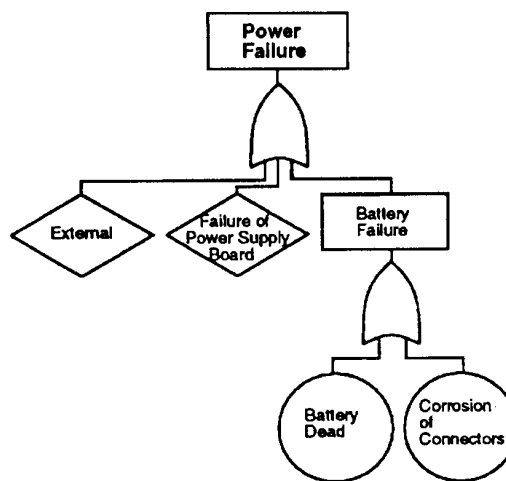 Power
Failure
External
Failure of
Power Supply
Board
Battery
Failure
Battery
Dead
Corrosion
of
Connectors